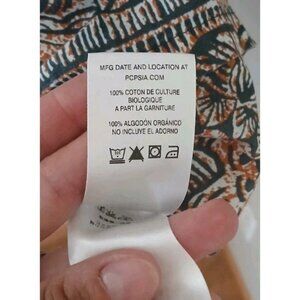 MFG DATE AND LOCATION AT
PCPSIA.COM
100% COTON DE CULTURE
BIOLOGIQUE
A PART LA GARNITURE
100% ALGODÓN ORGÁNICO
NO INCLUYE EL ADORNO